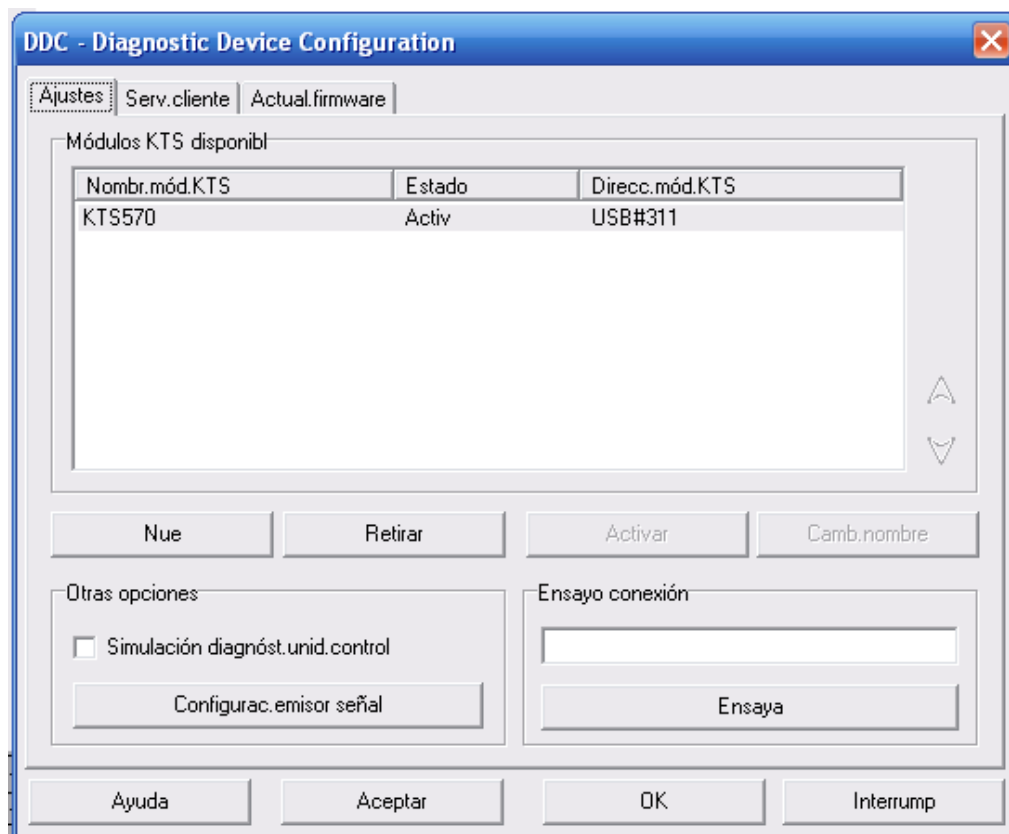 DDC - Diagnostic Device Configuration
Ajustes Serv.cliente Actual.firmware
Módulos KTS disponibl
Nombr.mód.KTS Estado Direcc.mód.KTS
KTS570 Activ USB#311
Nue Retirar Activar Camb.nombre
Otras opciones
Simulación diagnóst.unid.control
Configurac.emisor señal
Ensayo conexión
Ensaya
Ayuda Aceptar OK Interrump